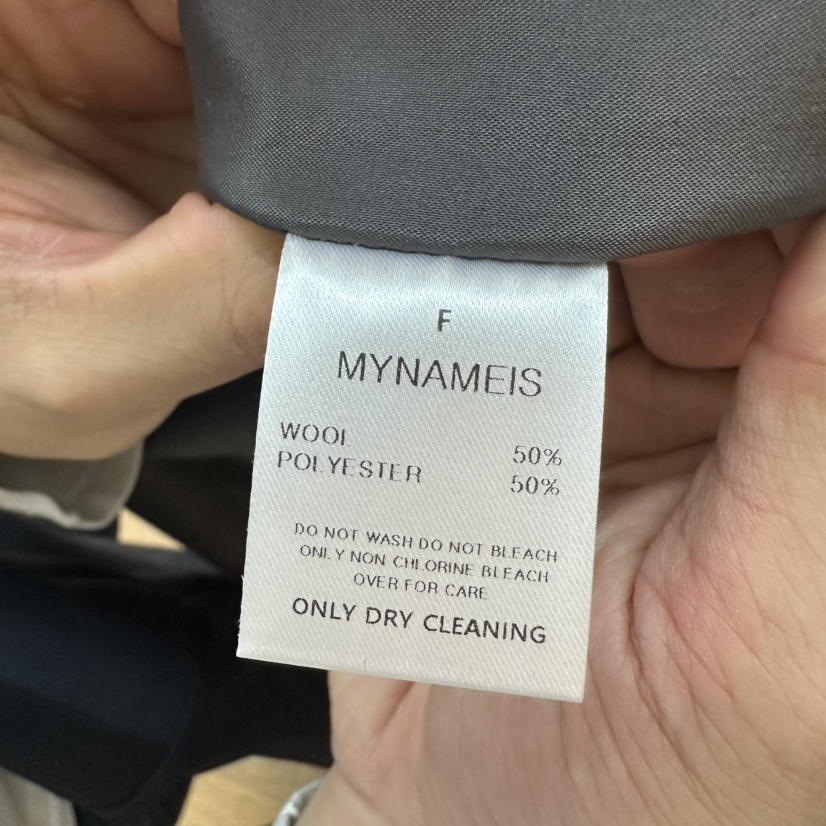 F
MYNAMEIS
WOOL 50%
POLYESTER 50%
DO NOT WASH DO NOT BLEACH
ONLY NON CHLORINE BLEACH
OVER FOR CARE
ONLY DRY CLEANING